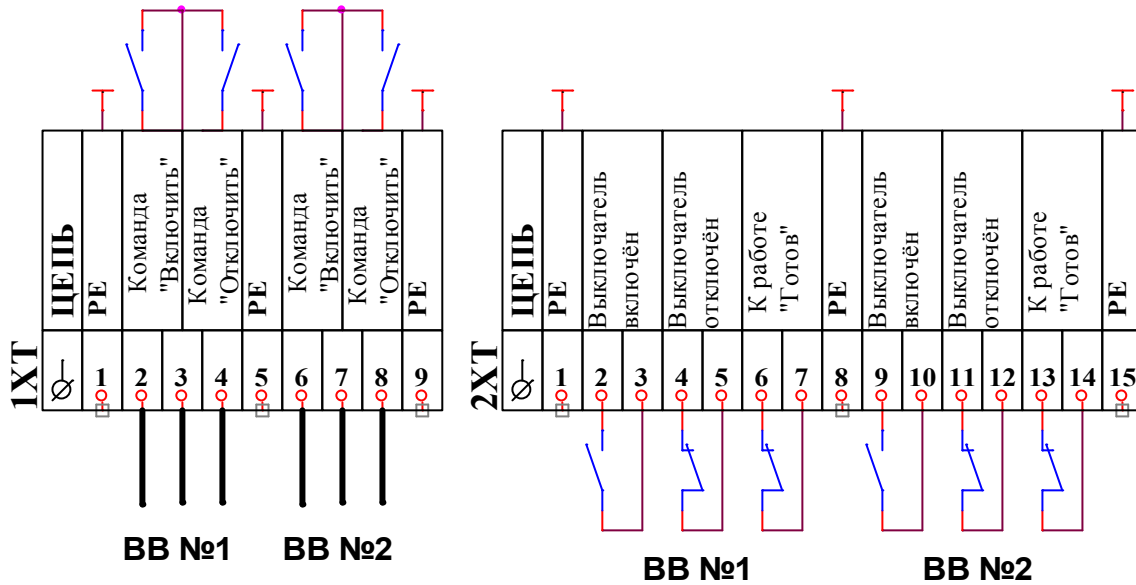 1ХТ
ЦЕПЬ
PE
Команда
"Включить"
Команда
"Отключить"
PE
Команда
"Включить"
Команда
"Отключить"
PE
1 2 3 4 5 6 7 8 9
ВВ №1 ВВ №2
2ХТ
ЦЕПЬ
PE
Выключатель
включён
Выключатель
отключён
К работе
"Готов"
PE
Выключатель
включён
Выключатель
отключён
К работе
"Готов"
PE
1 2 3 4 5 6 7 8 9 10 11 12 13 14 15
ВВ №1 ВВ №2